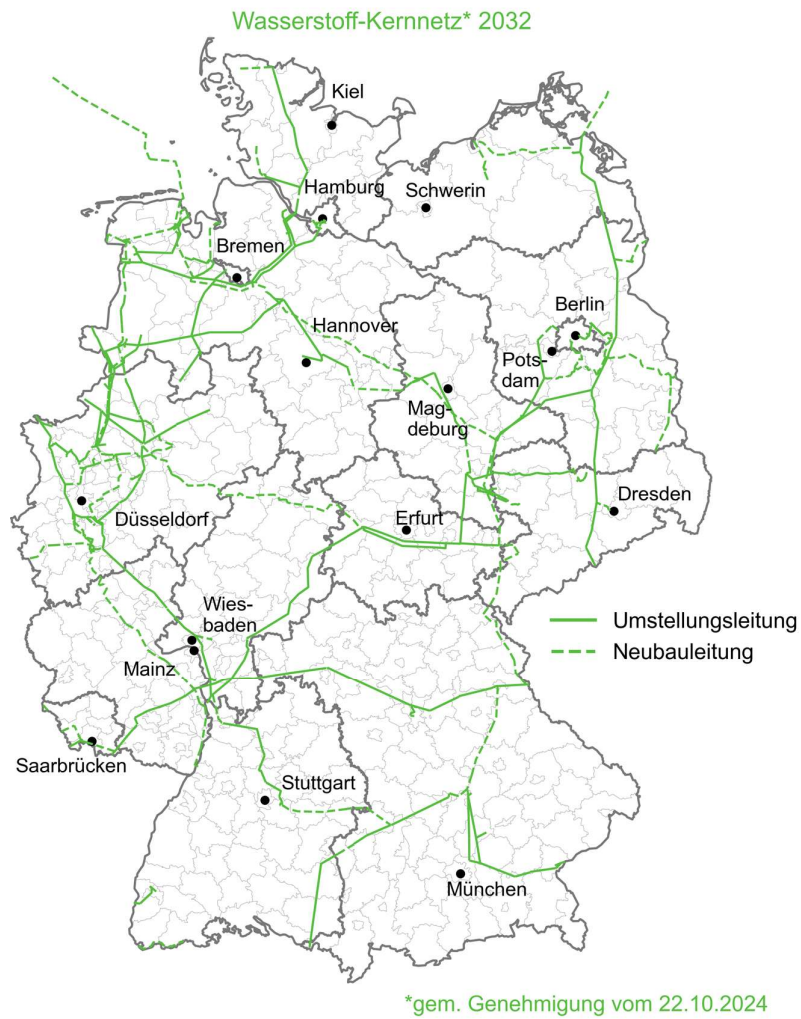 Wasserstoff-Kernnetz* 2032
Kiel
Hamburg
Schwerin
Bremen
Berlin
Hannover
Pots-
dam
Mag-
deburg
Dresden
Düsseldorf
Erfurt
Wies-
baden
Umstellungsleitung
Neubauleitung
Mainz
Saarbrücken
Stuttgart
München
*gem. Genehmigung vom 22.10.2024